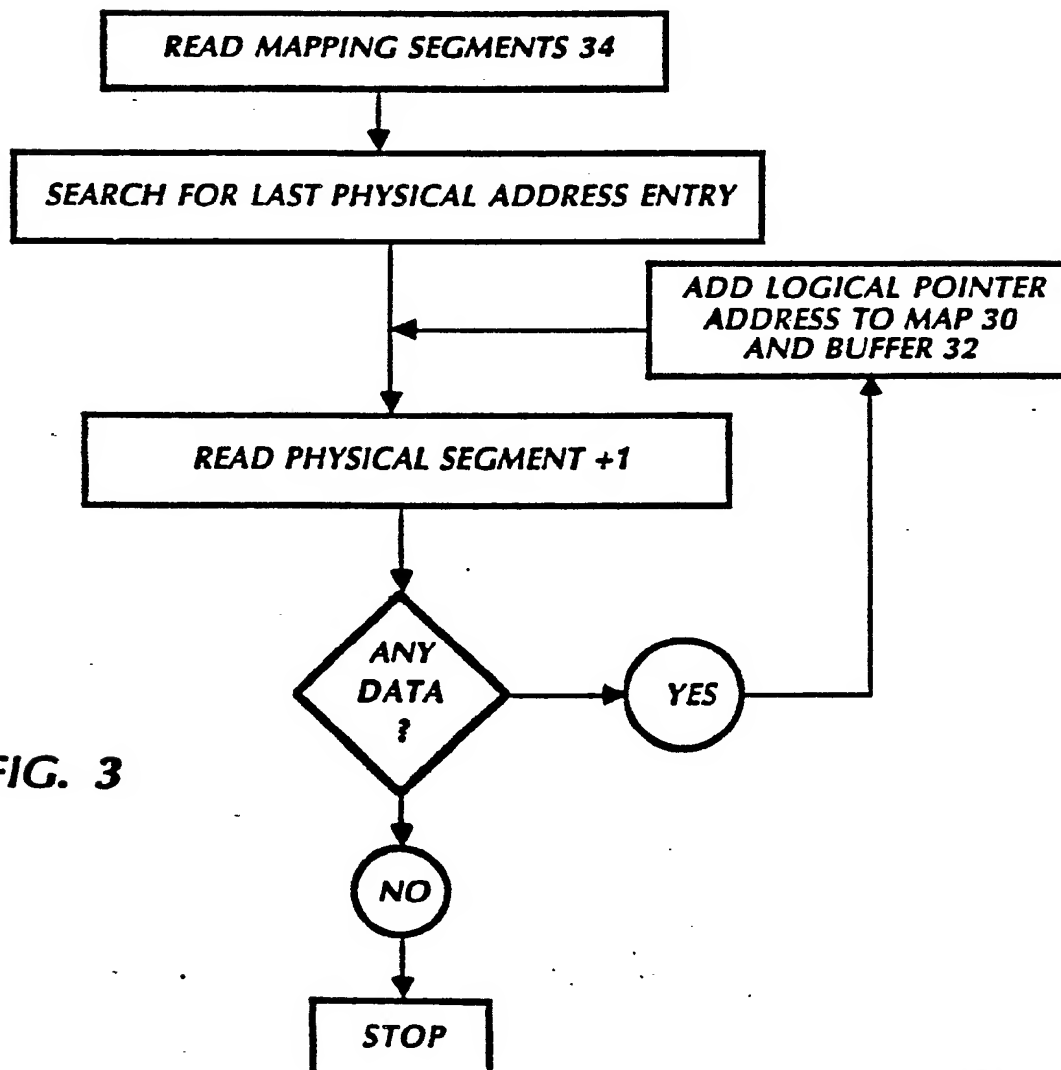 READ MAPPING SEGMENTS 34
SEARCH FOR LAST PHYSICAL ADDRESS ENTRY
ADD LOGICAL POINTER
ADDRESS TO MAP 30
AND BUFFER 32
READ PHYSICAL SEGMENT +1
ANY
DATA
?
YES
FIG. 3
NO
STOP